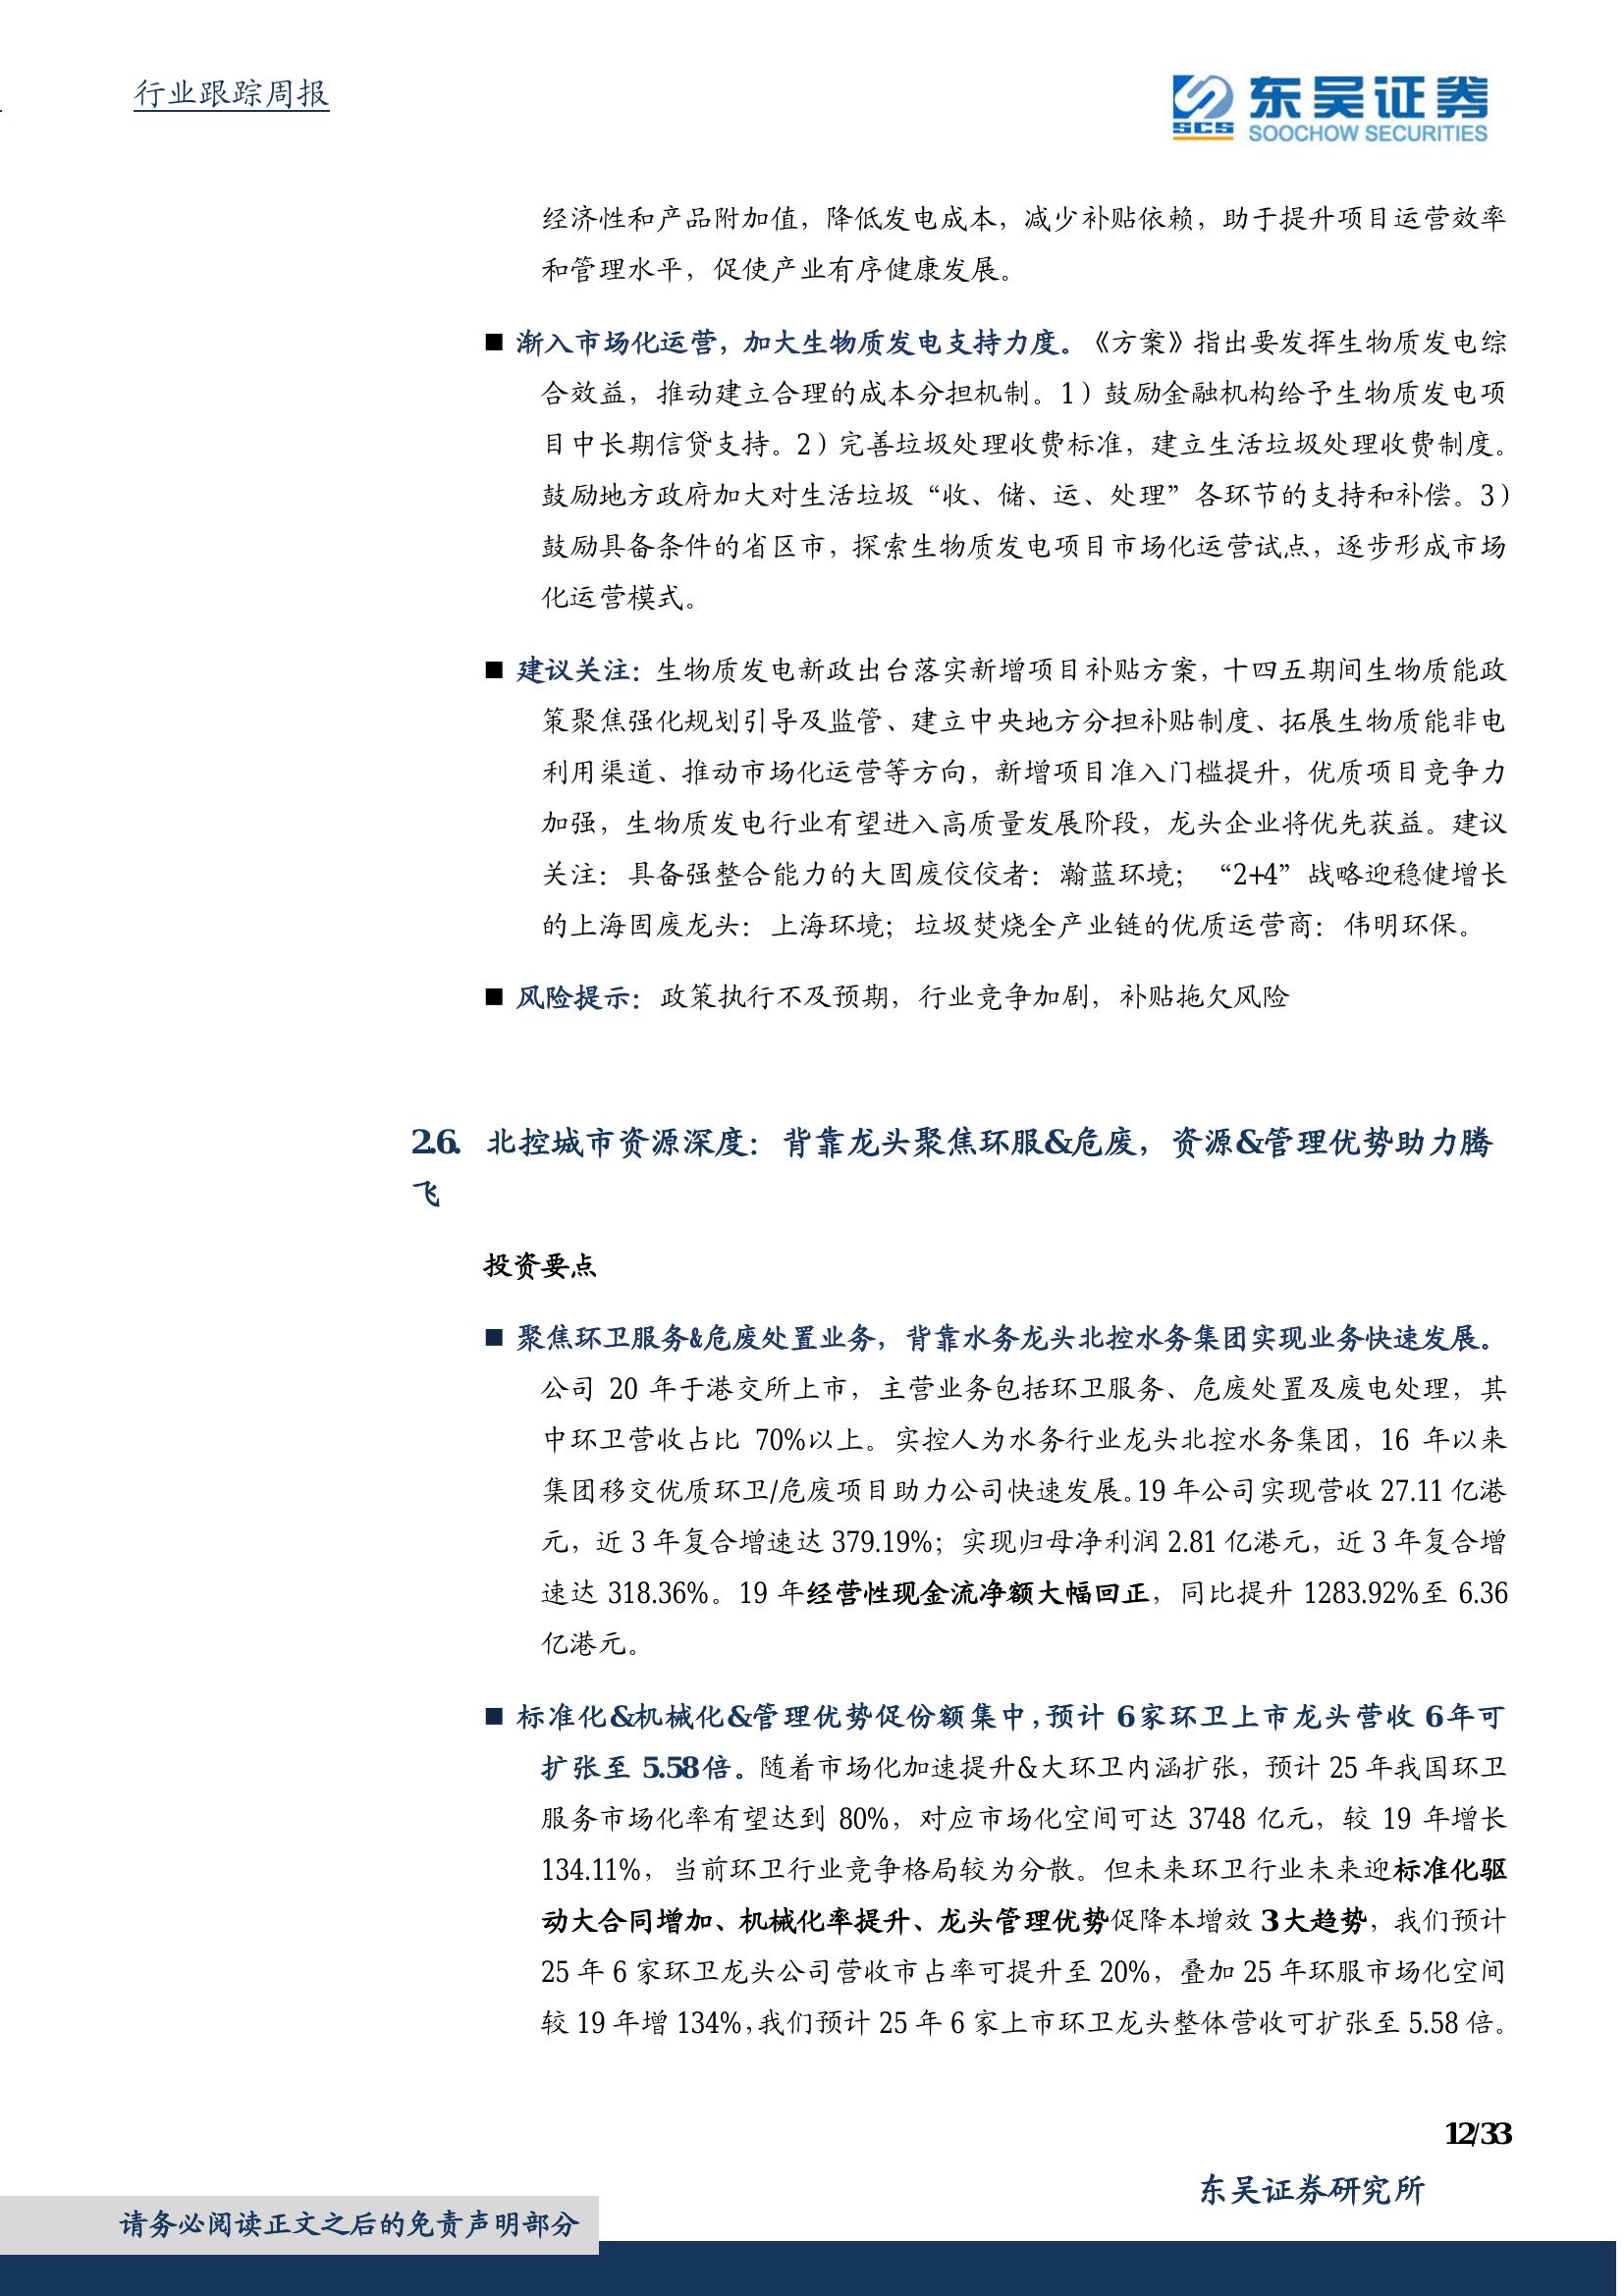 行业跟踪周报
SCS 东吴证券
SOOCHOW SECURITIES
经济性和产品附加值，降低发电成本，减少补贴依赖，助于提升项目运营效率
和管理水平，促使产业有序健康发展。
■ 渐入市场化运营，加大生物质发电支持力度。《方案》指出要发挥生物质发电综
合效益，推动建立合理的成本分担机制。1）鼓励金融机构给予生物质发电项
目中长期信贷支持。2）完善垃圾处理收费标准，建立生活垃圾处理收费制度。
鼓励地方政府加大对生活垃圾“收、储、运、处理”各环节的支持和补偿。3）
鼓励具备条件的省区市，探索生物质发电项目市场化运营试点，逐步形成市场
化运营模式。
■ 建议关注：生物质发电新政出台落实新增项目补贴方案，十四五期间生物质能政
策聚焦强化规划引导及监管、建立中央地方分担补贴制度、拓展生物质能非电
利用渠道、推动市场化运营等方向，新增项目准入门槛提升，优质项目竞争力
加强，生物质发电行业有望进入高质量发展阶段，龙头企业将优先获益。建议
关注：具备强整合能力的大固废佼佼者：瀚蓝环境；“2+4”战略迎稳健增长
的上海固废龙头：上海环境；垃圾焚烧全产业链的优质运营商：伟明环保。
■ 风险提示：政策执行不及预期，行业竞争加剧，补贴拖欠风险
2.6. 北控城市资源深度：背靠龙头聚焦环服&危废，资源&管理优势助力腾
飞
投资要点
■ 聚焦环卫服务&危废处置业务，背靠水务龙头北控水务集团实现业务快速发展。
公司 20 年于港交所上市，主营业务包括环卫服务、危废处置及废电处理，其
中环卫营收占比 70%以上。实控人为水务行业龙头北控水务集团，16 年以来
集团移交优质环卫/危废项目助力公司快速发展。19 年公司实现营收 27.11 亿港
元，近 3 年复合增速达 379.19%；实现归母净利润 2.81 亿港元，近 3 年复合增
速达 318.36%。19 年经营性现金流净额大幅回正，同比提升 1283.92%至 6.36
亿港元。
■ 标准化&机械化&管理优势促份额集中，预计 6 家环卫上市龙头营收 6 年可
扩张至 5.58 倍。随着市场化加速提升&大环卫内涵扩张，预计 25 年我国环卫
服务市场化率有望达到 80%，对应市场化空间可达 3748 亿元，较 19 年增长
134.11%，当前环卫行业竞争格局较为分散。但未来环卫行业未来迎标准化驱
动大合同增加、机械化率提升、龙头管理优势促降本增效 3 大趋势，我们预计
25 年 6 家环卫龙头公司营收市占率可提升至 20%，叠加 25 年环服市场化空间
较 19 年增 134%，我们预计 25 年 6 家上市环卫龙头整体营收可扩张至 5.58 倍。
12/33
东吴证券研究所
请务必阅读正文之后的免责声明部分